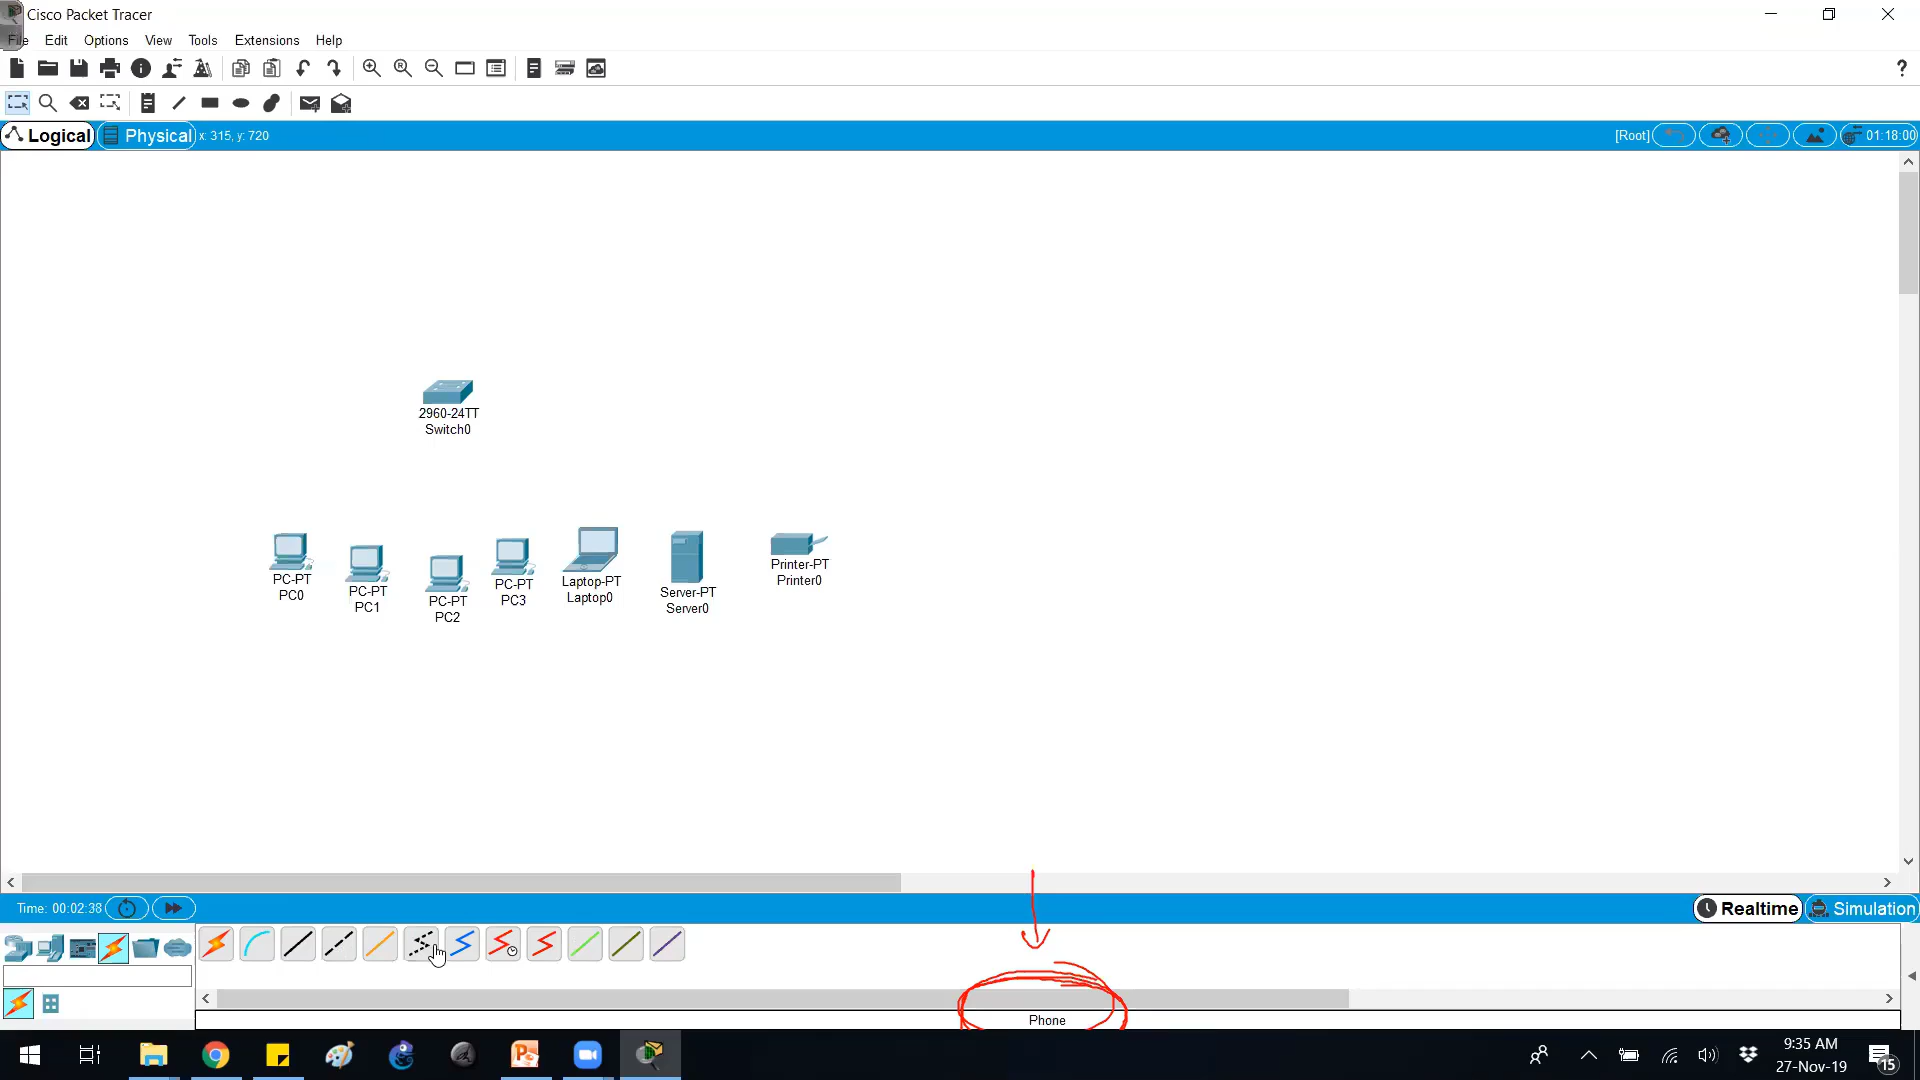 Cisco Packet Tracer
File Edit Options View Tools Extensions Help
?
Logical Physical x: 315, y: 720 [Root] 01:18:00
2960-24TT
Switch0
PC-PT
PC0
PC-PT
PC1
PC-PT
PC2
PC-PT
PC3
Laptop-PT
Laptop0
Server-PT
Server0
Printer-PT
Printer0
Time: 00:02:38 Realtime Simulation
Phone
9:35 AM
27-Nov-19
15